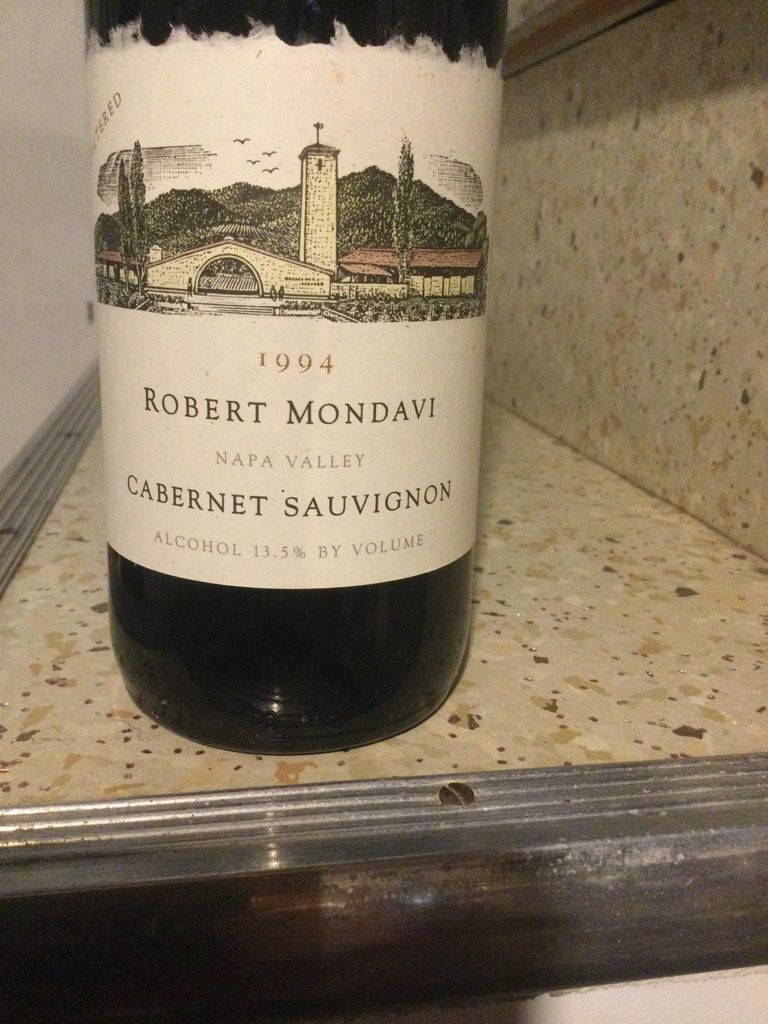 1994
ROBERT MONDAVI
NAPA VALLEY
CABERNET SAUVIGNON
ALCOHOL 13.5% BY VOLUME